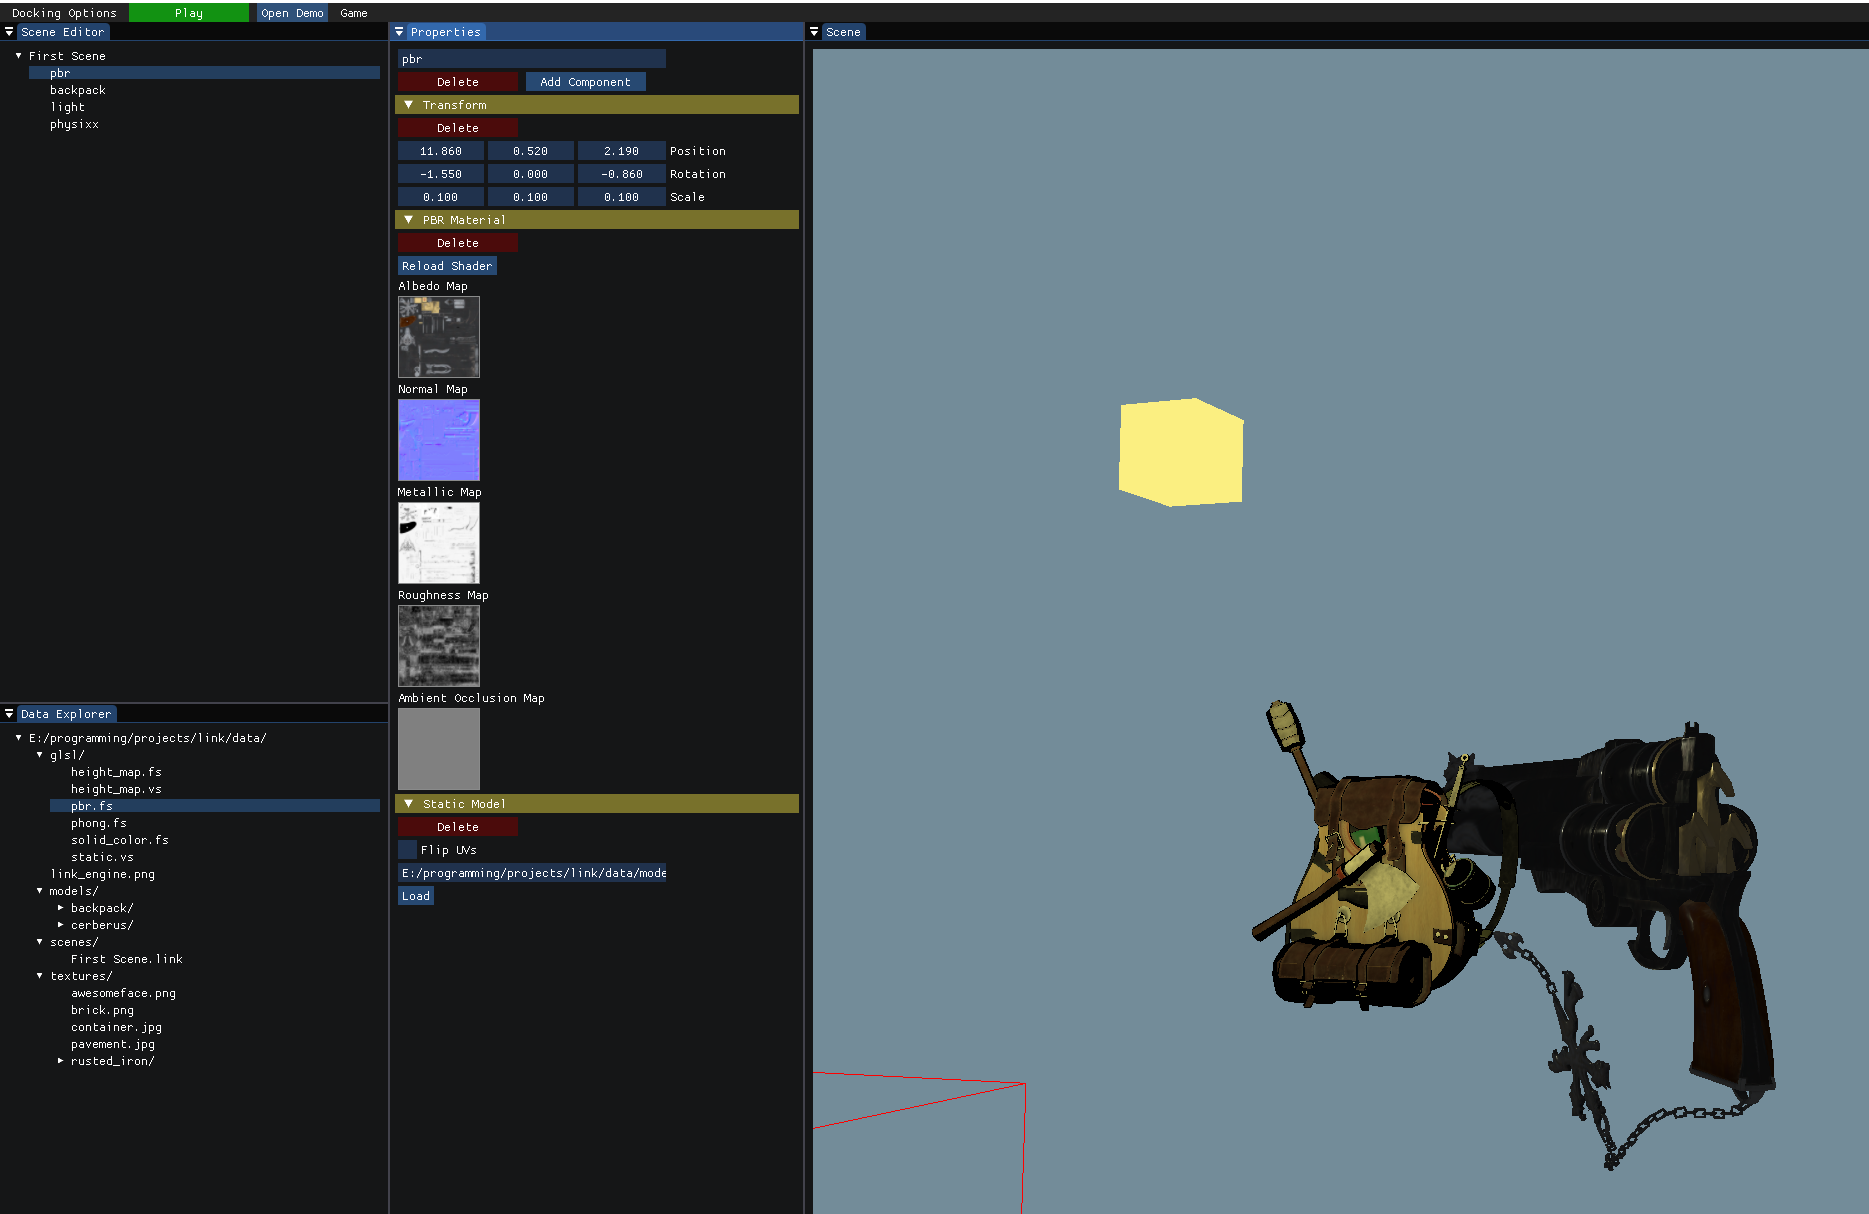 Docking Options Play Open Demo Game
Scene Editor
First Scene
pbr
backpack
light
physixx
Data Explorer
E:/programming/projects/link/data/
glsl/
height_map.fs
height_map.vs
pbr.fs
phong.fs
solid_color.fs
static.vs
link_engine.png
models/
backpack/
cerberus/
scenes/
First Scene.link
textures/
awesomeface.png
brick.png
container.jpg
pavement.jpg
rusted_iron/
Properties
pbr
Delete Add Component
Transform
Delete
11.860 0.520 2.190 Position
-1.550 0.000 -0.860 Rotation
0.100 0.100 0.100 Scale
PBR Material
Delete
Reload Shader
Albedo Map
Normal Map
Metallic Map
Roughness Map
Ambient Occlusion Map
Static Model
Delete
Flip UVs
E:/programming/projects/link/data/mode
Load
Scene